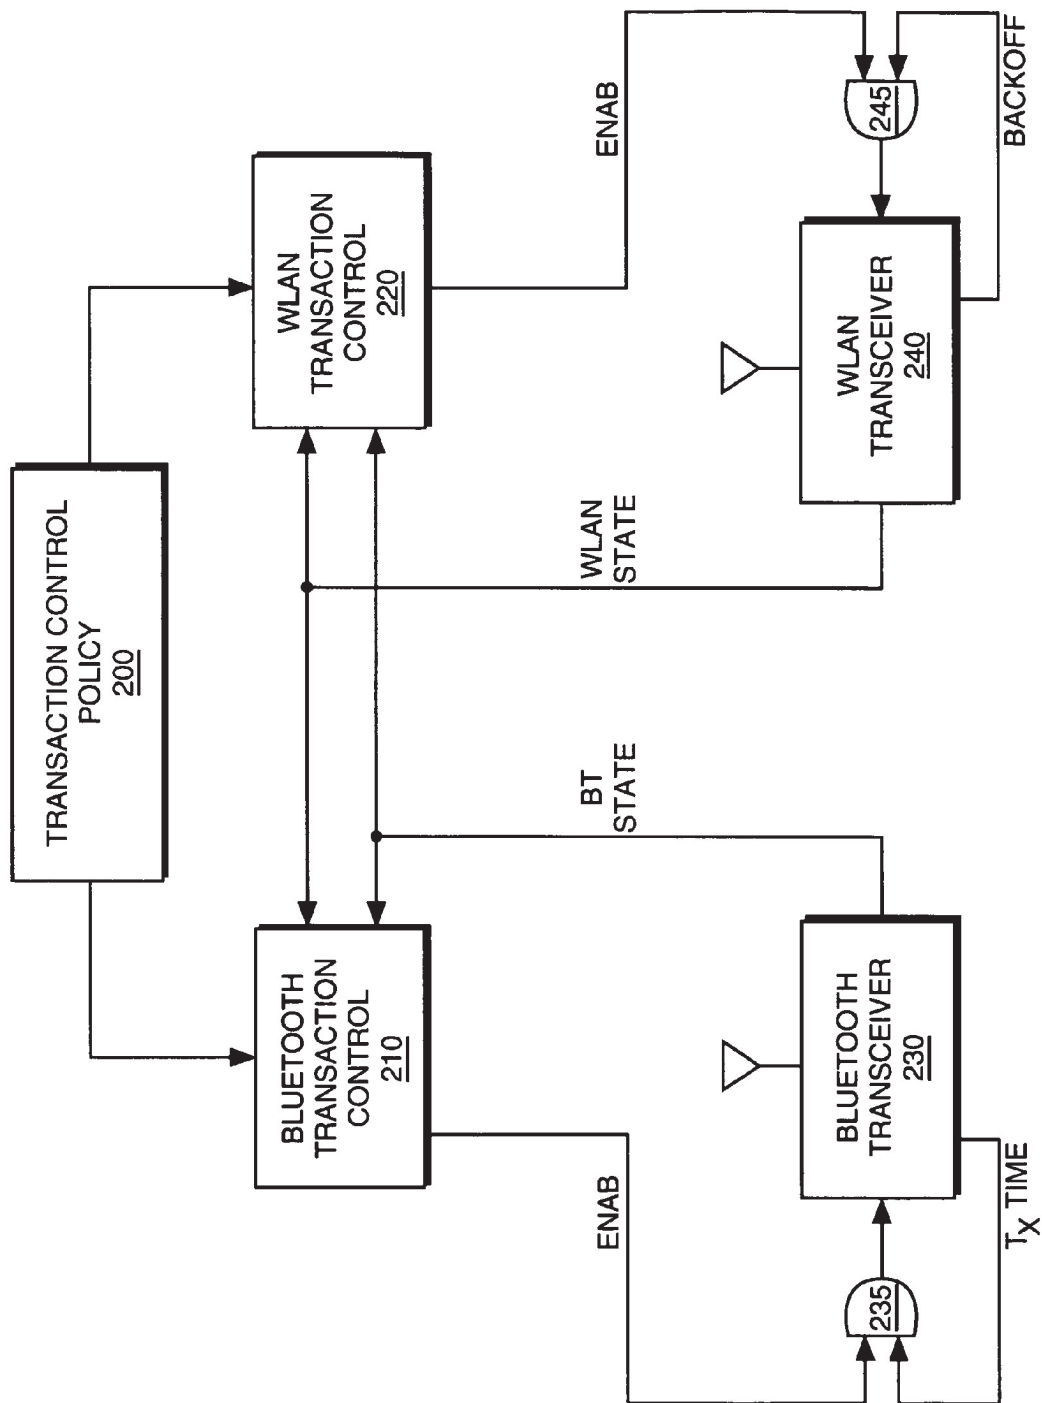 TRANSACTION CONTROL
POLICY
200
BLUETOOTH
TRANSACTION
CONTROL
210
WLAN
TRANSACTION
CONTROL
220
ENAB
BT
STATE
WLAN
STATE
ENAB
235
BLUETOOTH
TRANSCEIVER
230
WLAN
TRANSCEIVER
240
245
TX TIME
BACKOFF